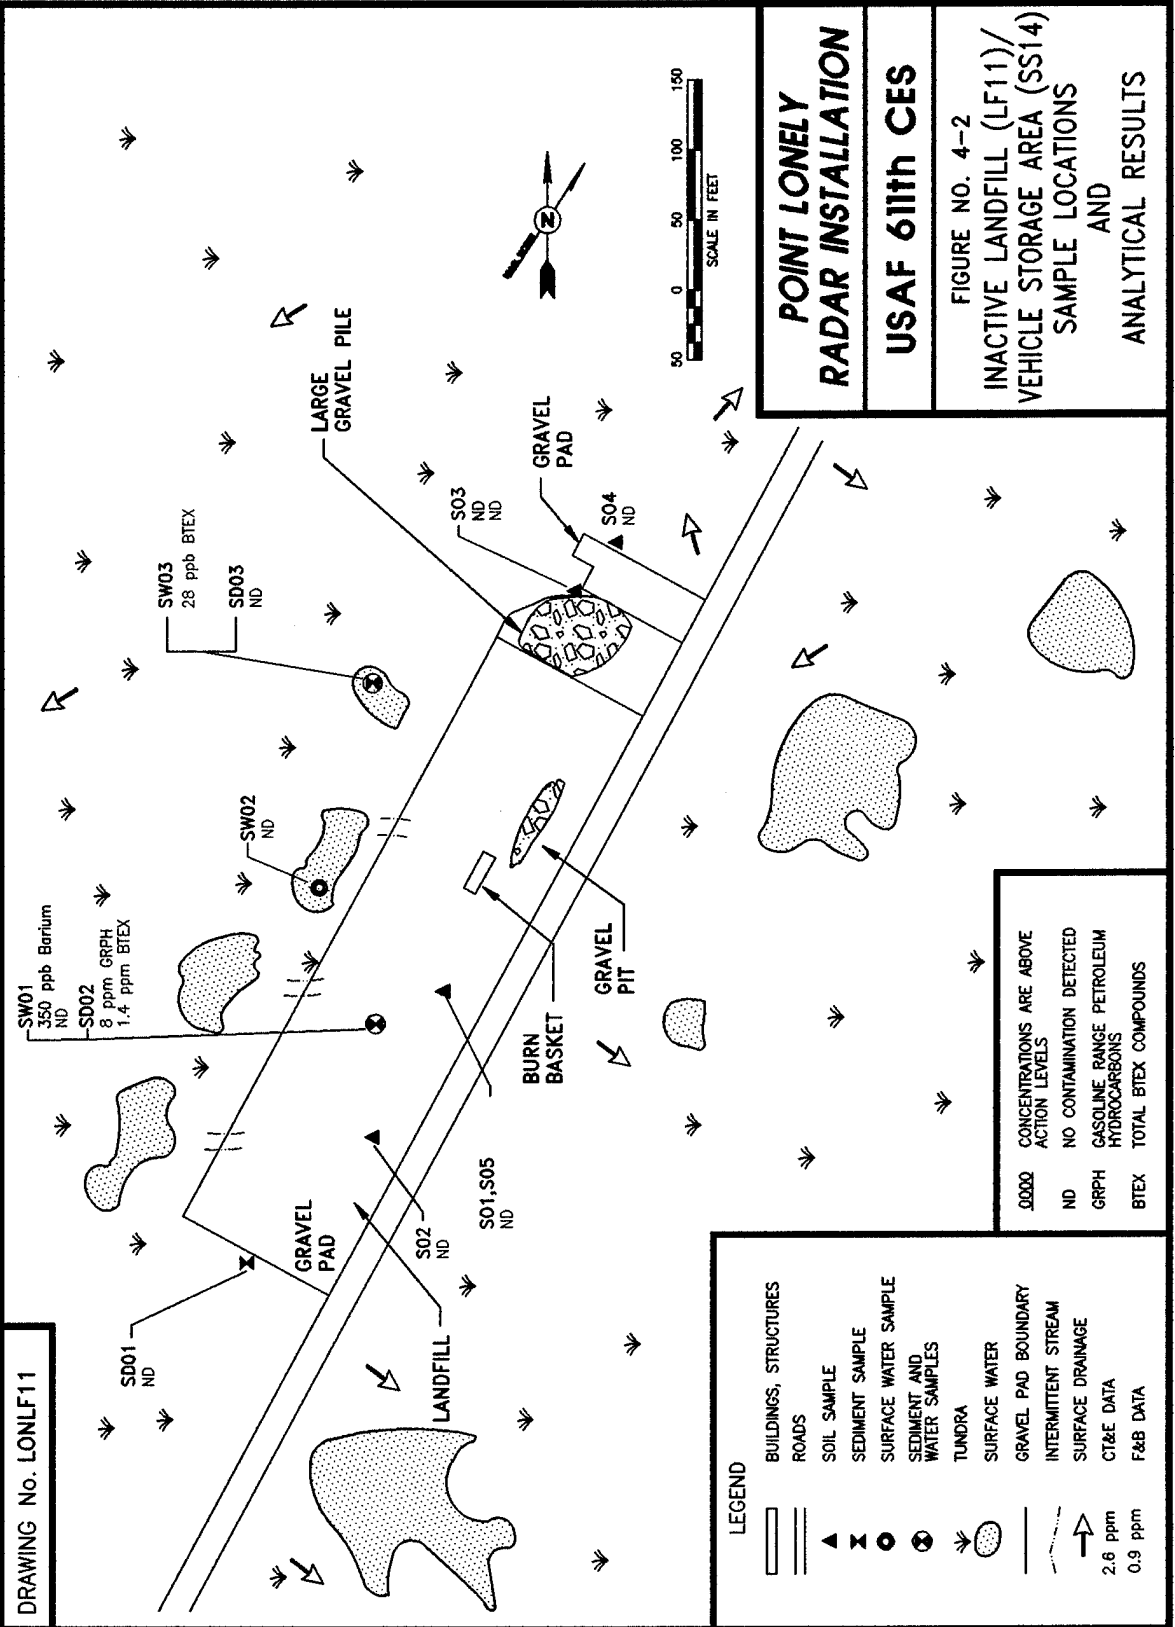 DRAWING No. LONLF11
SW01
350 ppb Barium
ND
SD02
8 ppm GRPH
1.4 ppm BTEX
SW02
ND
SW03
28 ppb BTEX
SD03
ND
LARGE
GRAVEL PILE
SD01
ND
GRAVEL
PAD
LANDFILL
S02
ND
S01,S05
ND
BURN
BASKET
GRAVEL
PIT
S03
ND
ND
GRAVEL
PAD
S04
ND
N
50 0 50 100 150
SCALE IN FEET
LEGEND
BUILDINGS, STRUCTURES
ROADS
SOIL SAMPLE
SEDIMENT SAMPLE
SURFACE WATER SAMPLE
SEDIMENT AND
WATER SAMPLES
TUNDRA
SURFACE WATER
GRAVEL PAD BOUNDARY
INTERMITTENT STREAM
SURFACE DRAINAGE
2.6 ppm CT&E DATA
0.9 ppm F&B DATA
0000 CONCENTRATIONS ARE ABOVE
ACTION LEVELS
ND NO CONTAMINATION DETECTED
GRPH GASOLINE RANGE PETROLEUM
HYDROCARBONS
BTEX TOTAL BTEX COMPOUNDS
POINT LONELY
RADAR INSTALLATION
USAF 611th CES
FIGURE NO. 4-2
INACTIVE LANDFILL (LF11)/
VEHICLE STORAGE AREA (SS14)
SAMPLE LOCATIONS
AND
ANALYTICAL RESULTS